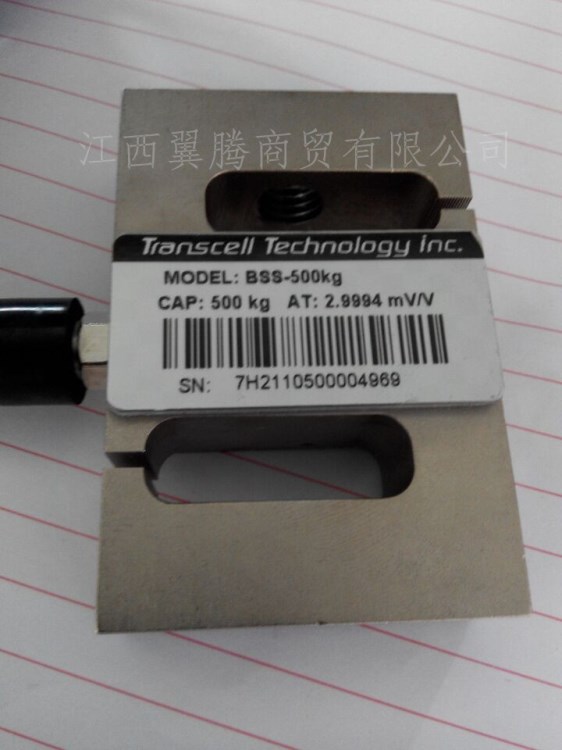 江西翼腾商贸有限公司
Transcell Technology Inc.
MODEL: BSS-500kg
CAP: 500 kg AT: 2.9994 mV/V
SN: 7H2110500004969